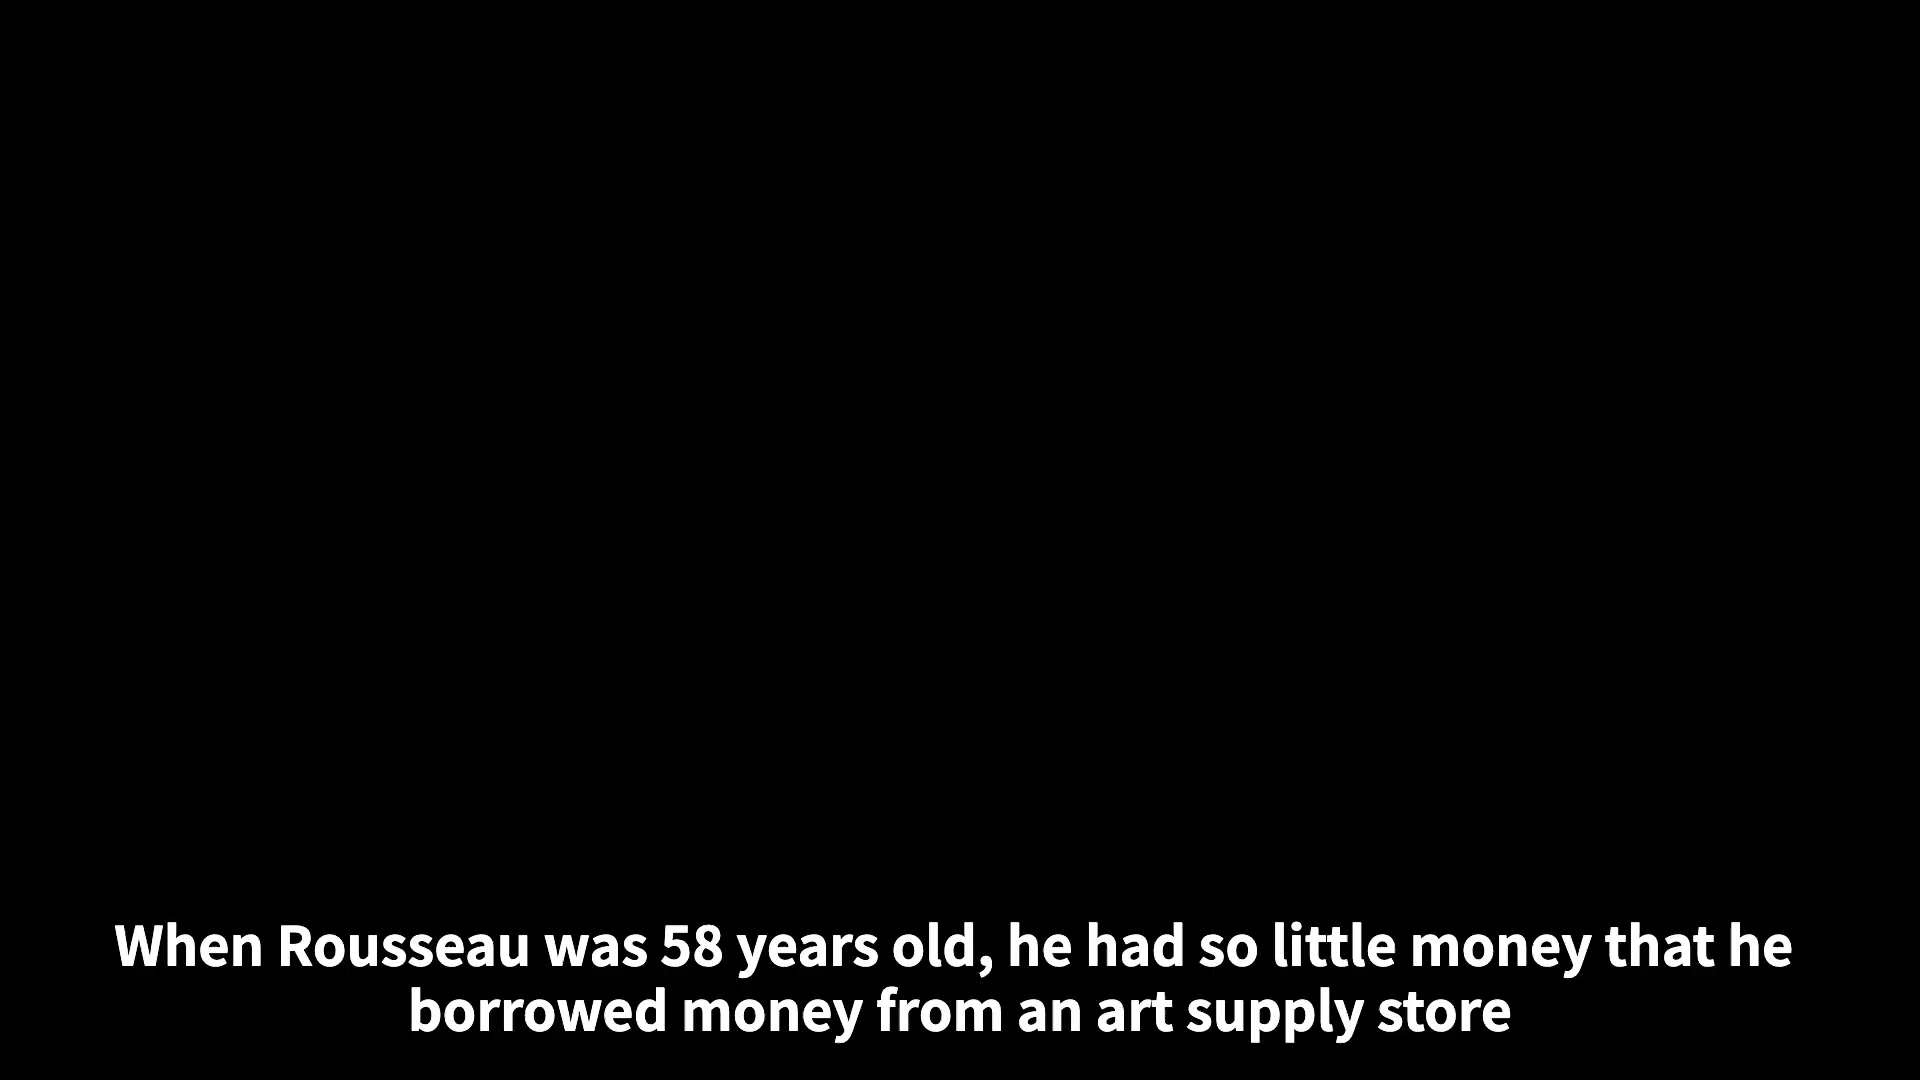 When Rousseau was 58 years old, he had so little money that he
borrowed money from an art supply store